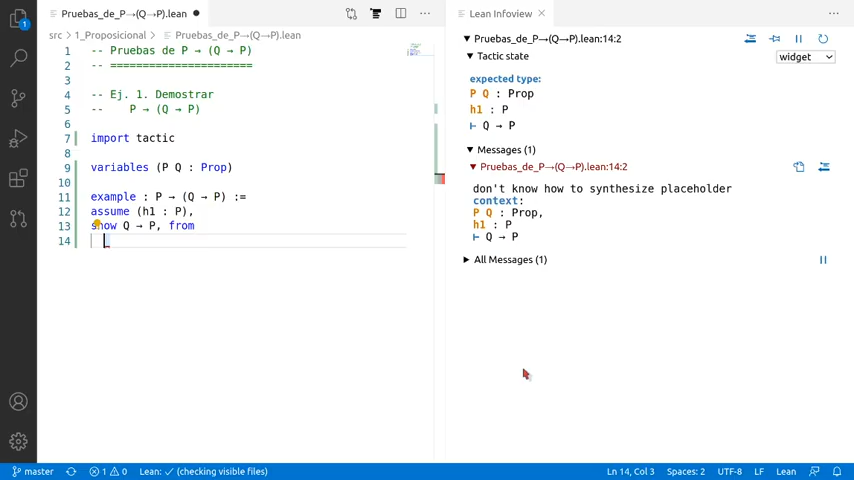 Pruebas_de_P→(Q→P).lean
Lean Infoview
src > 1_Proposicional > Pruebas_de_P→(Q→P).lean
1 -- Pruebas de P → (Q → P)
2 -- ======================
3
4 -- Ej. 1. Demostrar
5 --    P → (Q → P)
6
7 import tactic
8
9 variables (P Q : Prop)
10
11 example : P → (Q → P) :=
12 assume (h1 : P),
13 show Q → P, from
14   _
Pruebas_de_P→(Q→P).lean:14:2
Tactic state
widget
expected type:
P Q : Prop
h1 : P
⊢ Q → P
Messages (1)
Pruebas_de_P→(Q→P).lean:14:2
don't know how to synthesize placeholder
context:
P Q : Prop,
h1 : P
⊢ Q → P
All Messages (1)
1
master
1 0
Lean: ✓ (checking visible files)
Ln 14, Col 3
Spaces: 2
UTF-8
LF
Lean